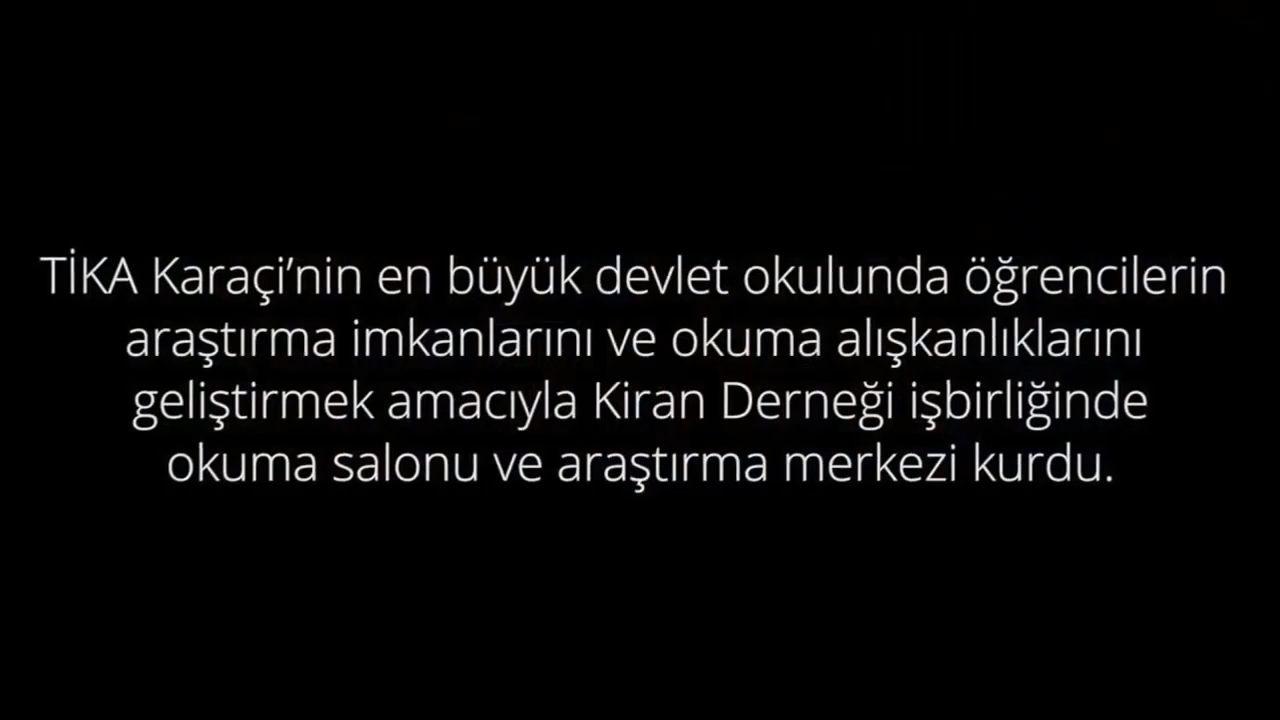 TİKA Karaçi’nin en büyük devlet okulunda öğrencilerin
araştırma imkanlarını ve okuma alışkanlıklarını
geliştirmek amacıyla Kiran Derneği işbirliğinde
okuma salonu ve araştırma merkezi kurdu.